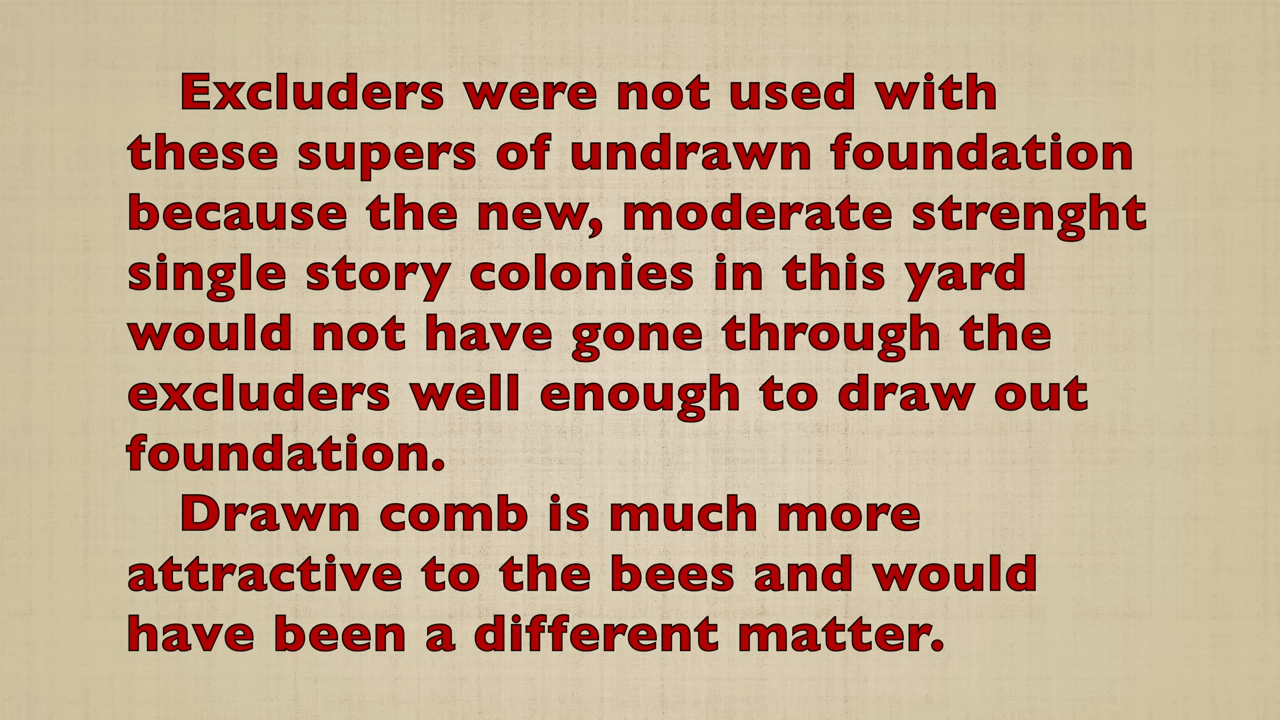 Excluders were not used with
these supers of undrawn foundation
because the new, moderate strenght
single story colonies in this yard
would not have gone through the
excluders well enough to draw out
foundation.
Drawn comb is much more
attractive to the bees and would
have been a different matter.